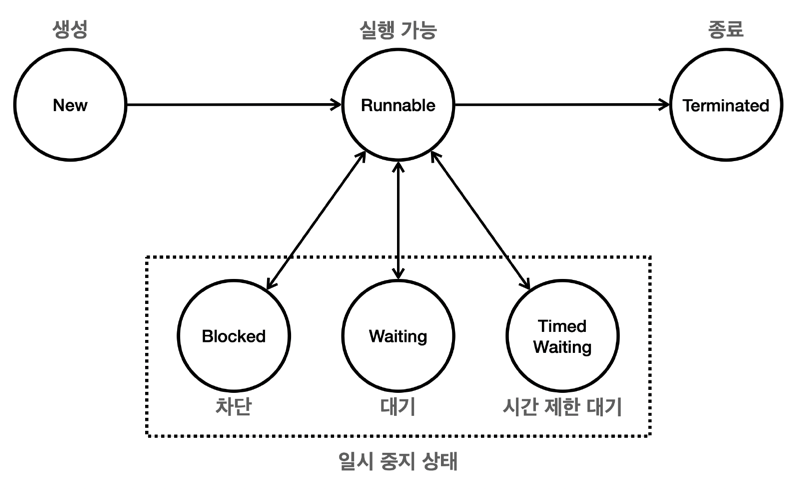 생성
실행 가능
종료
New
Runnable
Terminated
Blocked
Waiting
Timed
Waiting
차단
대기
시간 제한 대기
일시 중지 상태